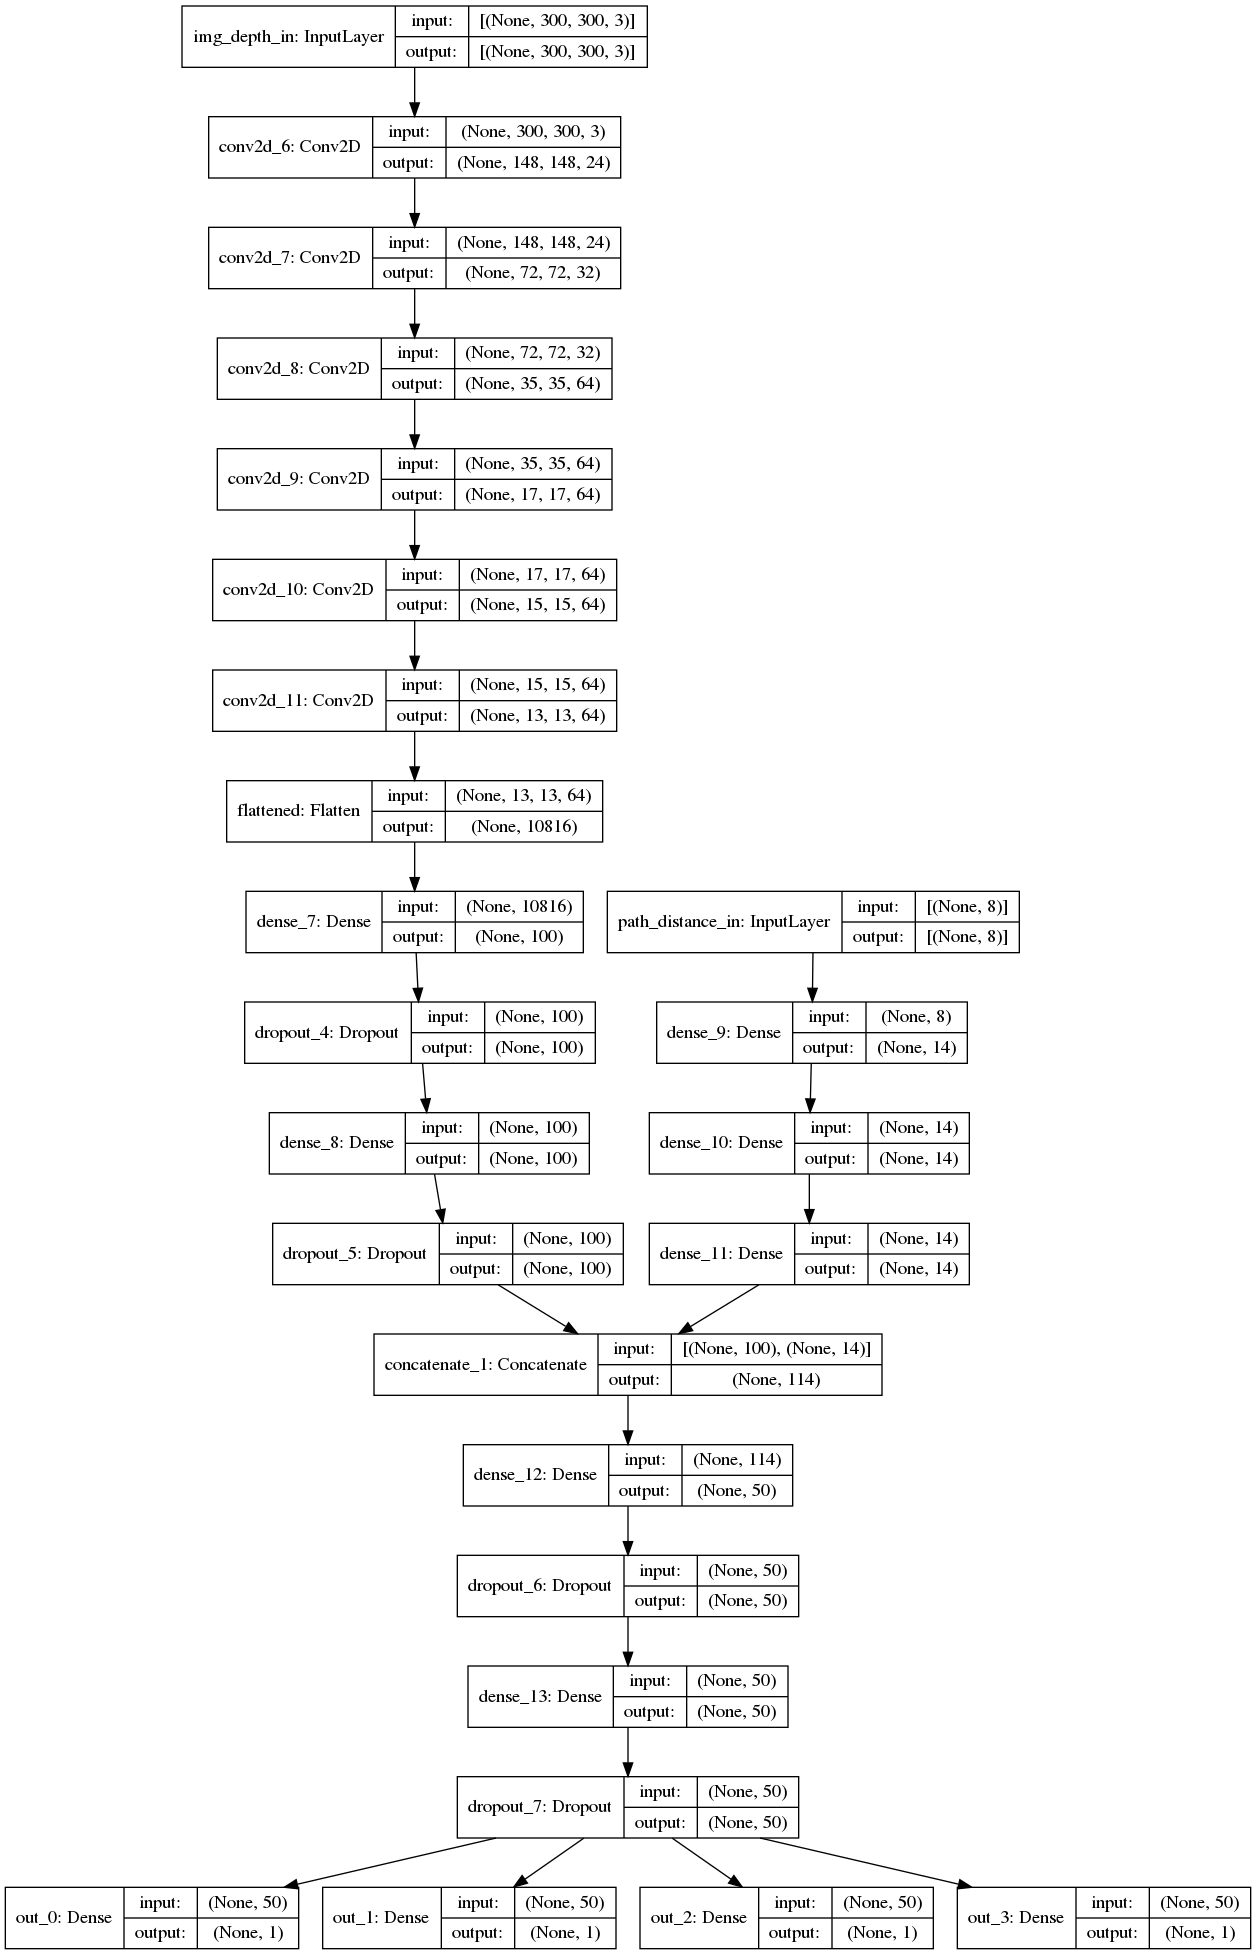 img_depth_in: InputLayer
input: [(None, 300, 300, 3)]
output: [(None, 300, 300, 3)]
conv2d_6: Conv2D
input: (None, 300, 300, 3)
output: (None, 148, 148, 24)
conv2d_7: Conv2D
input: (None, 148, 148, 24)
output: (None, 72, 72, 32)
conv2d_8: Conv2D
input: (None, 72, 72, 32)
output: (None, 35, 35, 64)
conv2d_9: Conv2D
input: (None, 35, 35, 64)
output: (None, 17, 17, 64)
conv2d_10: Conv2D
input: (None, 17, 17, 64)
output: (None, 15, 15, 64)
conv2d_11: Conv2D
input: (None, 15, 15, 64)
output: (None, 13, 13, 64)
flattened: Flatten
input: (None, 13, 13, 64)
output: (None, 10816)
dense_7: Dense
input: (None, 10816)
output: (None, 100)
path_distance_in: InputLayer
input: [(None, 8)]
output: [(None, 8)]
dropout_4: Dropout
input: (None, 100)
output: (None, 100)
dense_9: Dense
input: (None, 8)
output: (None, 14)
dense_8: Dense
input: (None, 100)
output: (None, 100)
dense_10: Dense
input: (None, 14)
output: (None, 14)
dropout_5: Dropout
input: (None, 100)
output: (None, 100)
dense_11: Dense
input: (None, 14)
output: (None, 14)
concatenate_1: Concatenate
input: [(None, 100), (None, 14)]
output: (None, 114)
dense_12: Dense
input: (None, 114)
output: (None, 50)
dropout_6: Dropout
input: (None, 50)
output: (None, 50)
dense_13: Dense
input: (None, 50)
output: (None, 50)
dropout_7: Dropout
input: (None, 50)
output: (None, 50)
out_0: Dense
input: (None, 50)
output: (None, 1)
out_1: Dense
input: (None, 50)
output: (None, 1)
out_2: Dense
input: (None, 50)
output: (None, 1)
out_3: Dense
input: (None, 50)
output: (None, 1)